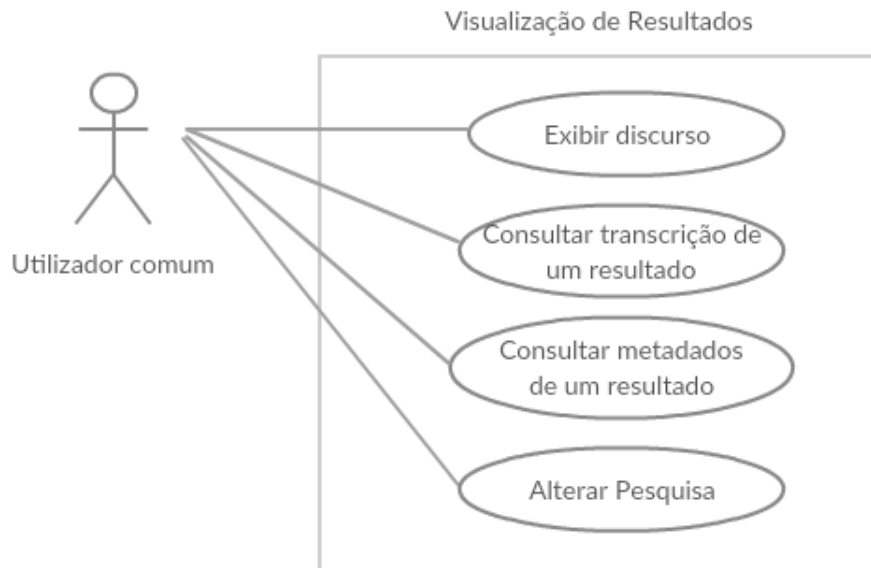 Visualização de Resultados
Exibir discurso
Consultar transcrição de
um resultado
Utilizador comum
Consultar metadados
de um resultado
Alterar Pesquisa